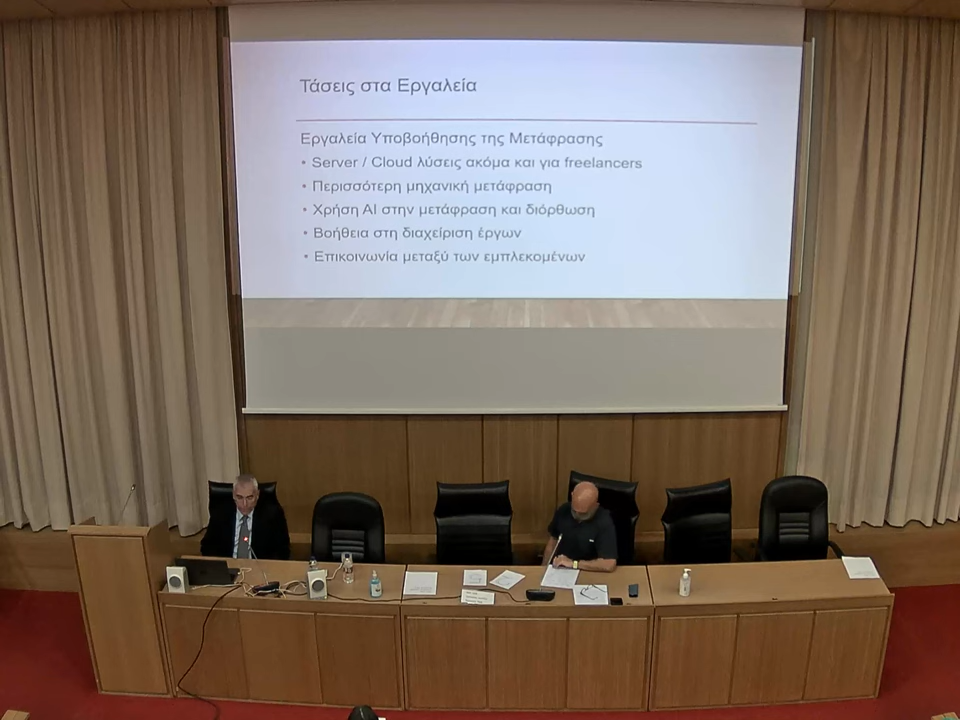 Τάσεις στα Εργαλεία
Εργαλεία Υποβοήθησης της Μετάφρασης
• Server / Cloud λύσεις ακόμα και για freelancers
• Περισσότερη μηχανική μετάφραση
• Χρήση AI στην μετάφραση και διόρθωση
• Βοήθεια στη διαχείριση έργων
• Επικοινωνία μεταξύ των εμπλεκομένων